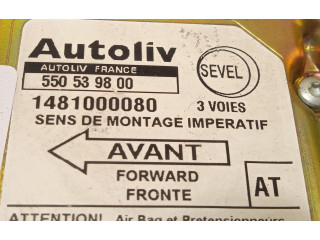 Autoliv
AUTOLIV FRANCE
550 53 98 00
SEVEL
1481000080
3 VOIES
SENS DE MONTAGE IMPERATIF
AVANT
FORWARD
FRONTE
AT
ATTENTION! Air Bag et Pretensionneurs